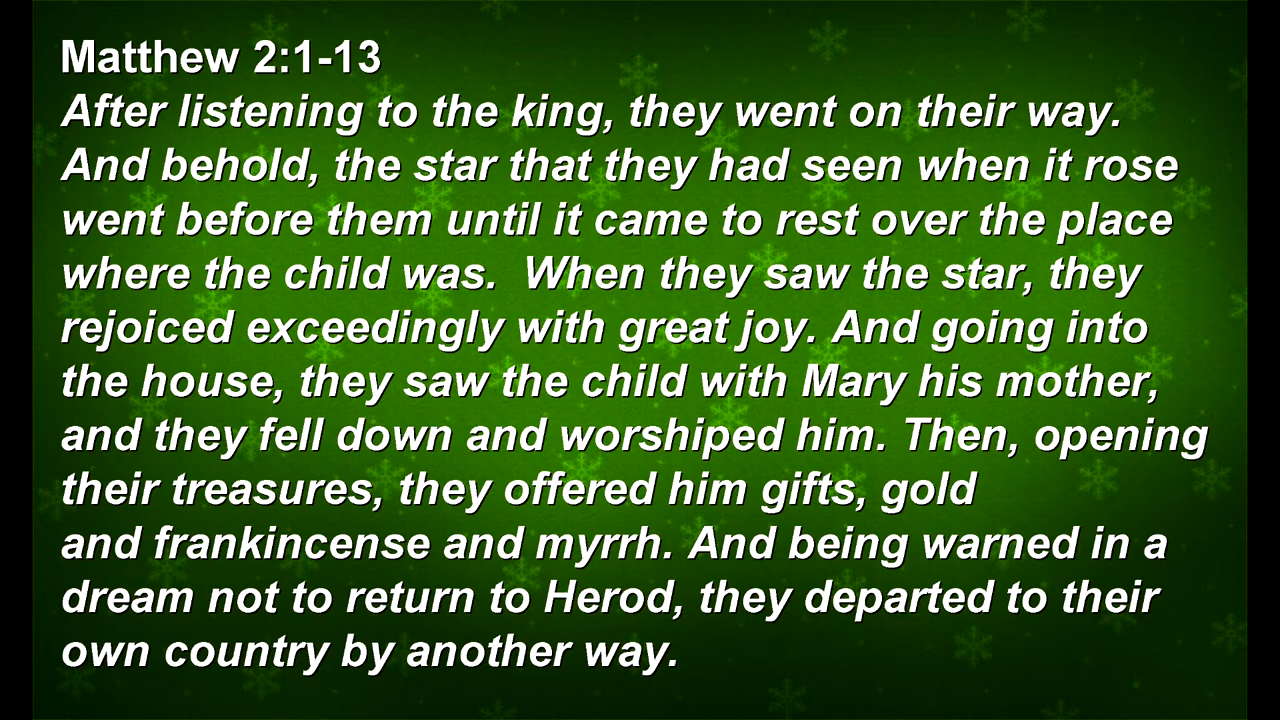 Matthew 2:1-13
After listening to the king, they went on their way.
And behold, the star that they had seen when it rose
went before them until it came to rest over the place
where the child was.  When they saw the star, they
rejoiced exceedingly with great joy. And going into
the house, they saw the child with Mary his mother,
and they fell down and worshiped him. Then, opening
their treasures, they offered him gifts, gold
and frankincense and myrrh. And being warned in a
dream not to return to Herod, they departed to their
own country by another way.